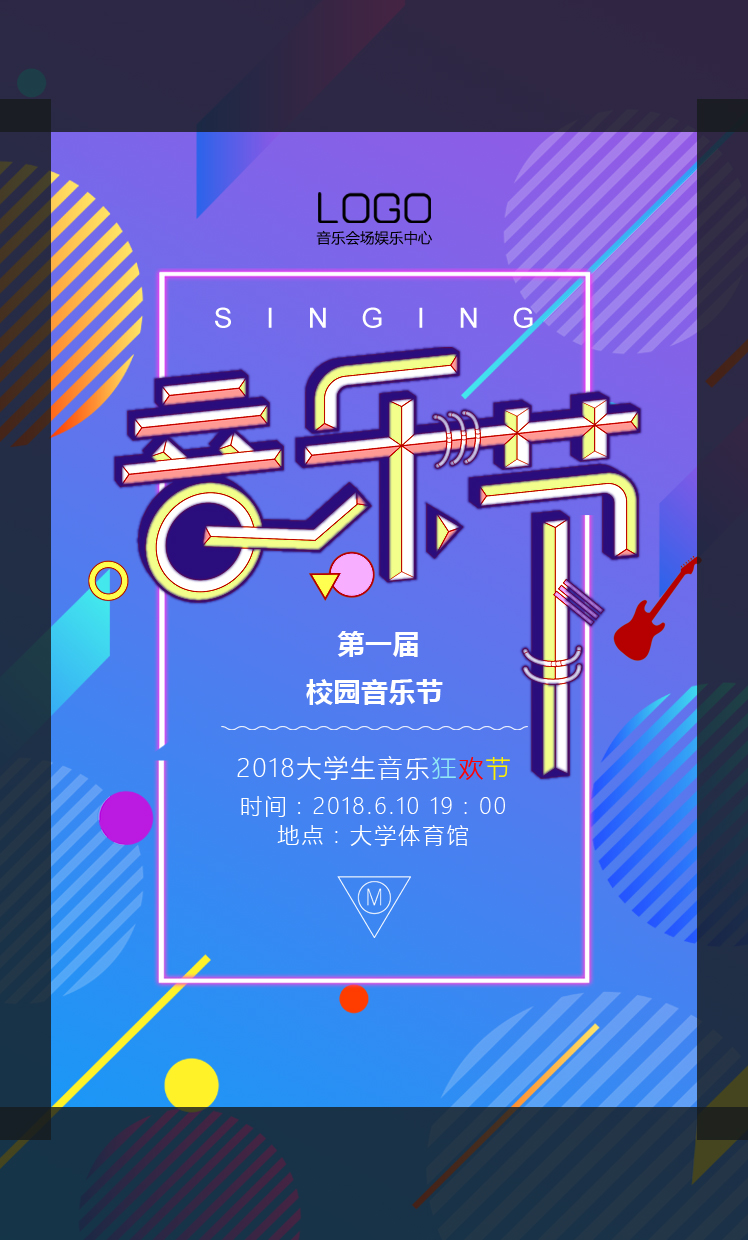 LOGO
音乐会场娱乐中心
SINGING
音乐节
第一届
校园音乐节
2018大学生音乐狂欢节
时间：2018.6.10 19：00
地点：大学体育馆
M